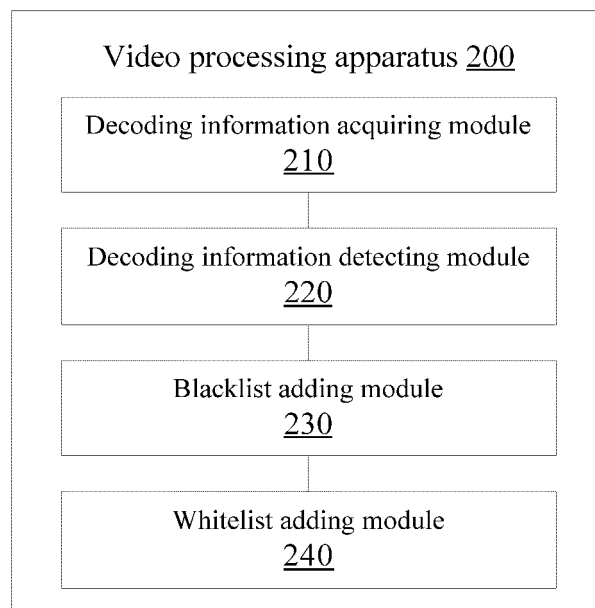 Video processing apparatus 200
Decoding information acquiring module
210
Decoding information detecting module
220
Blacklist adding module
230
Whitelist adding module
240